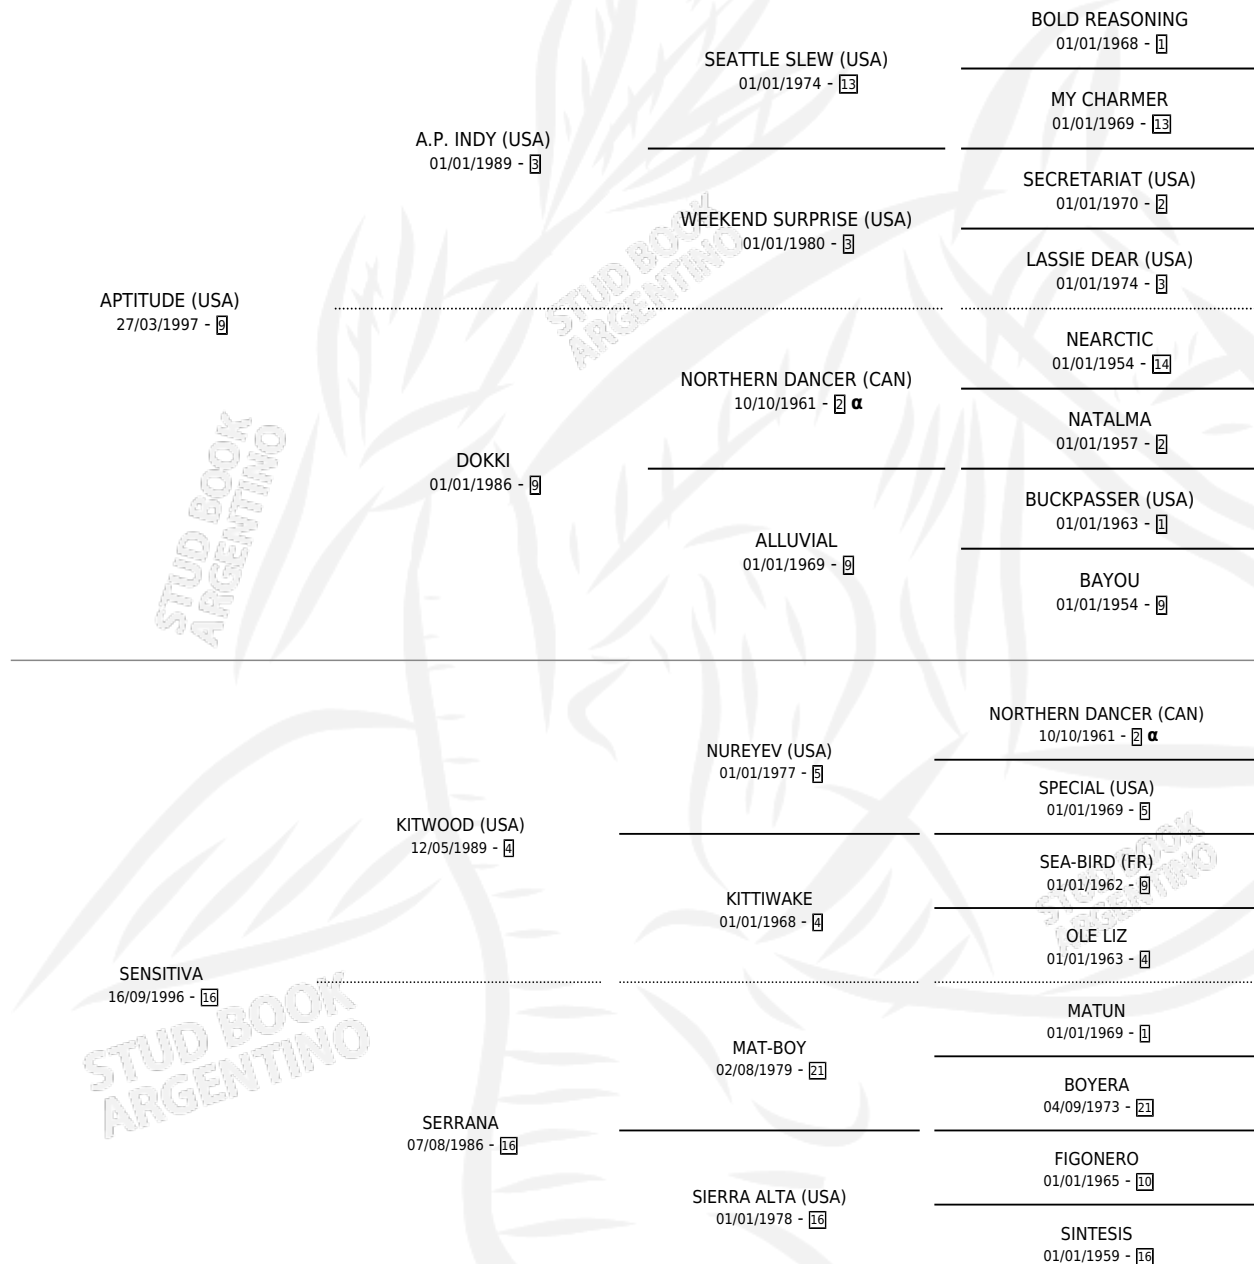 BOLD REASONING
01/01/1968 - 1
SEATTLE SLEW (USA)
01/01/1974 - 13
MY CHARMER
01/01/1969 - 13
A.P. INDY (USA)
01/01/1989 - 3
SECRETARIAT (USA)
01/01/1970 - 2
WEEKEND SURPRISE (USA)
01/01/1980 - 3
LASSIE DEAR (USA)
01/01/1974 - 3
APTITUDE (USA)
27/03/1997 - 9
NEARCTIC
01/01/1954 - 14
NORTHERN DANCER (CAN)
10/10/1961 - 2 α
NATALMA
01/01/1957 - 2
DOKKI
01/01/1986 - 9
BUCKPASSER (USA)
01/01/1963 - 1
ALLUVIAL
01/01/1969 - 9
BAYOU
01/01/1954 - 9
STUD BOOK
ARGENTINO
STUD BOOK
ARGENTINO
NORTHERN DANCER (CAN)
10/10/1961 - 2 α
NUREYEV (USA)
01/01/1977 - 5
SPECIAL (USA)
01/01/1969 - 5
KITWOOD (USA)
12/05/1989 - 4
SEA-BIRD (FR)
01/01/1962 - 9
KITTIWAKE
01/01/1968 - 4
OLE LIZ
01/01/1963 - 4
SENSITIVA
16/09/1996 - 16
MATUN
01/01/1969 - 1
MAT-BOY
02/08/1979 - 21
BOYERA
04/09/1973 - 21
SERRANA
07/08/1986 - 16
FIGONERO
01/01/1965 - 10
SIERRA ALTA (USA)
01/01/1978 - 16
SINTESIS
01/01/1959 - 16
STUD BOOK
ARGENTINO
STUD BOOK
ARGENTINO